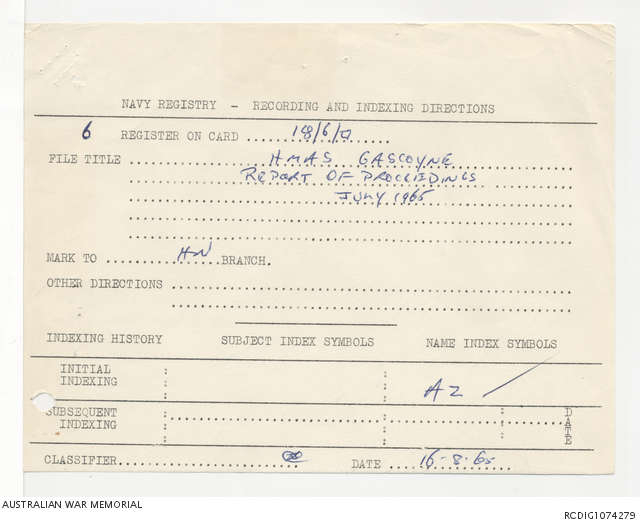 NAVY REGISTRY - RECORDING AND INDEXING DIRECTIONS
6 REGISTER ON CARD ....... 18/6/
FILE TITLE ....... HMAS GASCOYNE
REPORT OF PROCEEDINGS
JULY 1965
MARK TO ....... HN ....... BRANCH.
OTHER DIRECTIONS .......
INDEXING HISTORY SUBJECT INDEX SYMBOLS NAME INDEX SYMBOLS
INITIAL INDEXING
AZ
SUBSEQUENT INDEXING
DATE
CLASSIFIER ....... DATE ....... 16-8-65
AUSTRALIAN WAR MEMORIAL RCDIG1074279